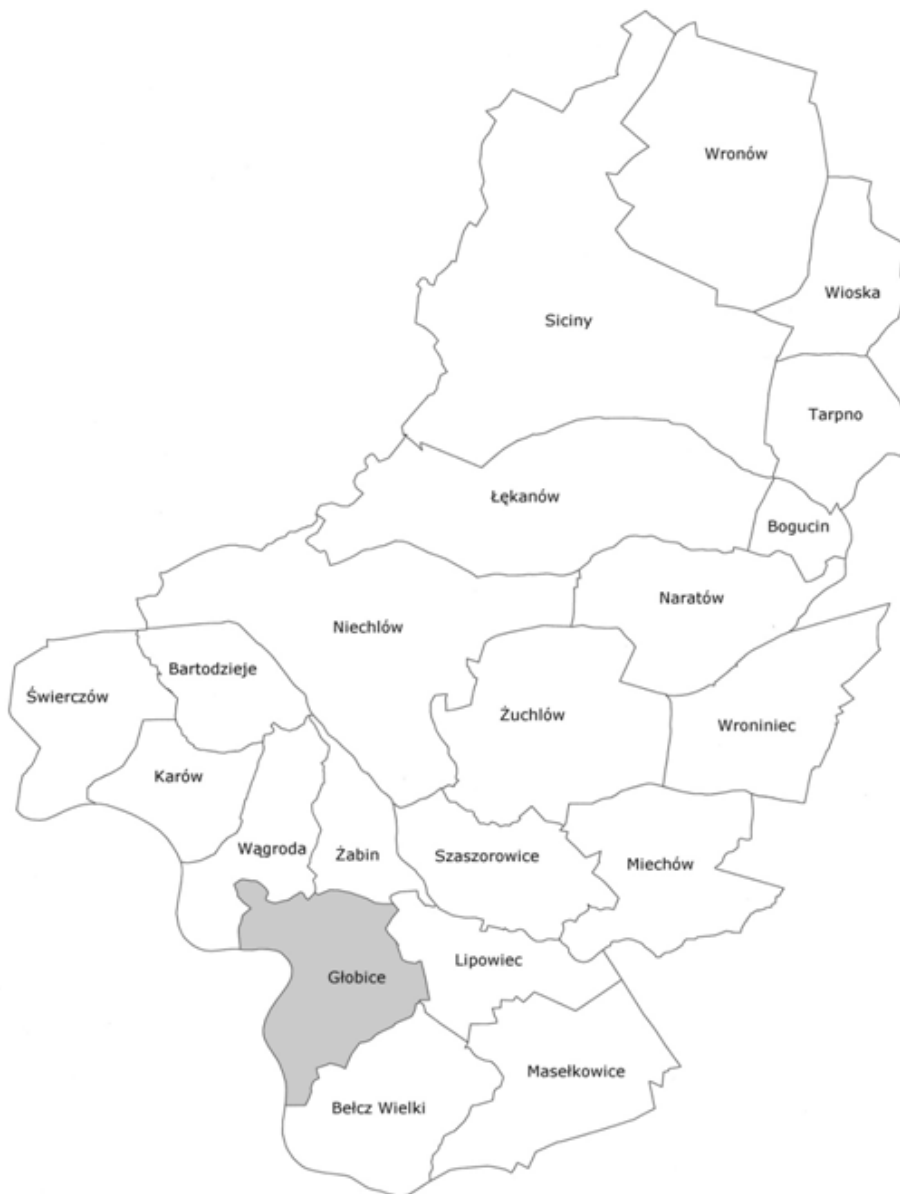 Wronów
Wioska
Siciny
Tarpno
Łękanów
Bogucin
Naratów
Niechlów
Bartodzieje
Świerczów
Żuchlów
Wroniniec
Karów
Wągroda
Żabin
Szaszorowice
Miechów
Lipowiec
Głobice
Masełkowice
Bełcz Wielki